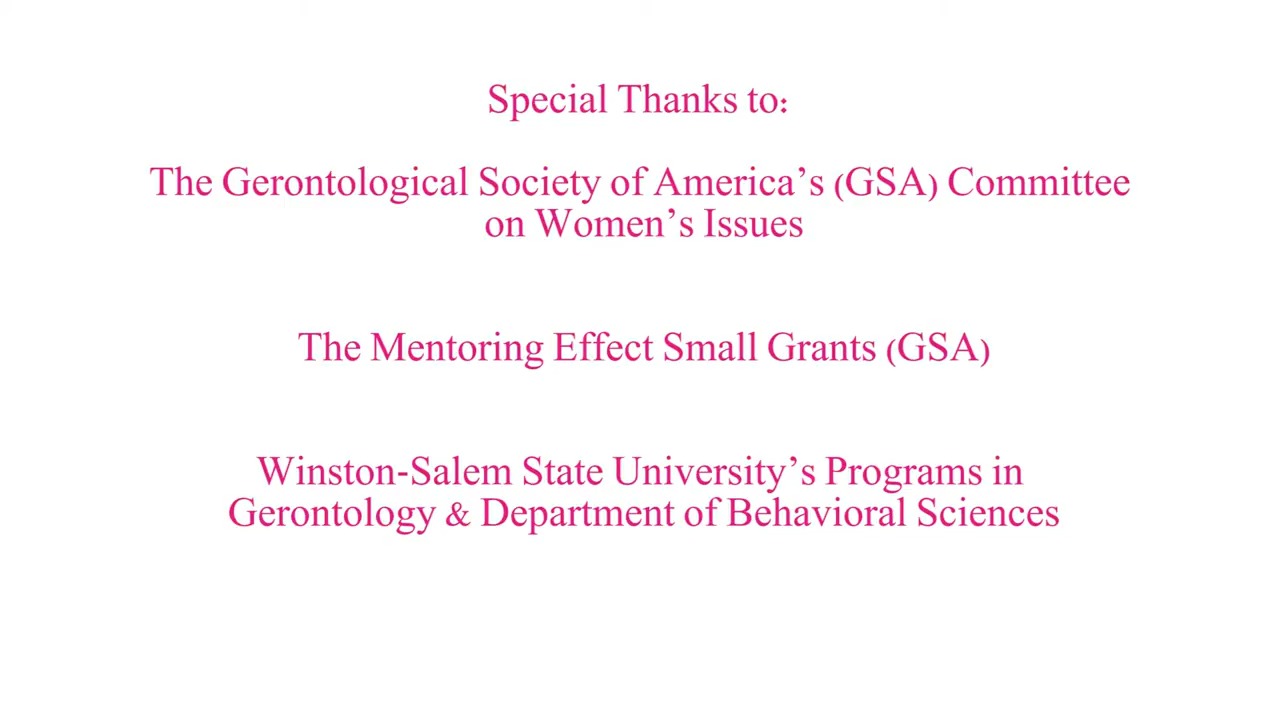 Special Thanks to:
The Gerontological Society of America’s (GSA) Committee
on Women’s Issues
The Mentoring Effect Small Grants (GSA)
Winston-Salem State University’s Programs in
Gerontology & Department of Behavioral Sciences